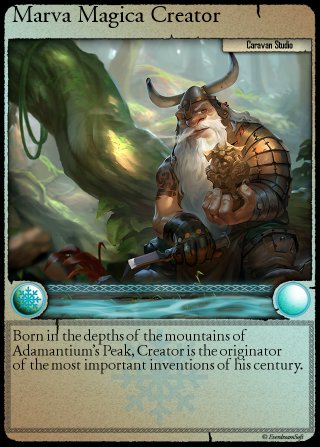 Marva Magica Creator
Caravan Studio
Born in the depths of the mountains of
Adamantium's Peak, Creator is the originator
of the most important inventions of his century.
© EverdreamSoft